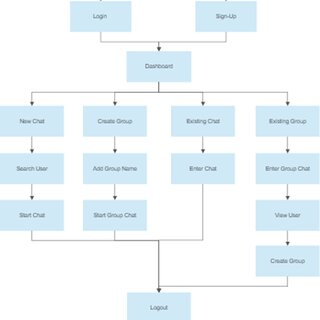 Login
Sign-Up
Dashboard
New Chat
Create Group
Existing Chat
Existing Group
Search User
Add Group Name
Enter Chat
Enter Group Chat
Start Chat
Start Group Chat
View User
Create Group
Logout